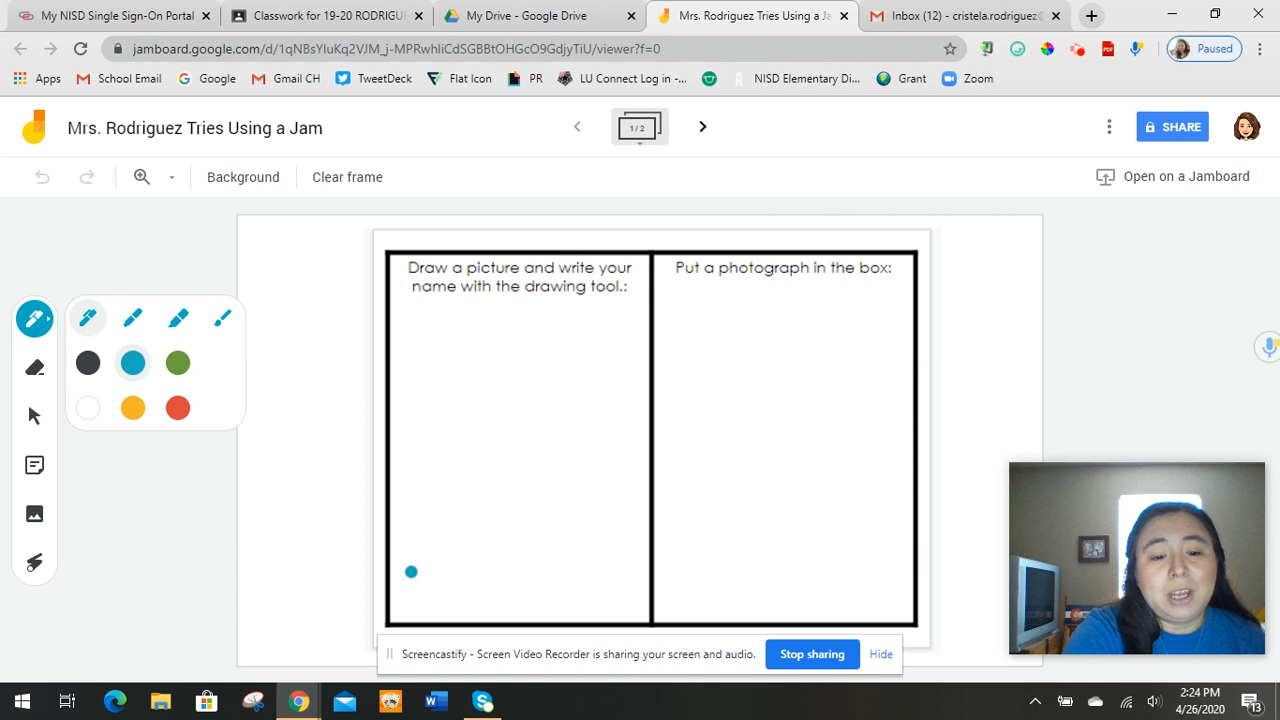 My NISD Single Sign-On Portal
Classwork for 19-20 RODRIGUE
My Drive - Google Drive
Mrs. Rodriguez Tries Using a Ja
Inbox (12) - cristela.rodriguez@
jamboard.google.com/d/1qNBsYIuKq2VJM_j-MPRwhliCdSGBBtOHGcO9GdjyTiU/viewer?f=0
PDF
Paused
Apps
School Email
Google
Gmail CH
TweetDeck
Flat Icon
PR
LU Connect Log in -...
NISD Elementary Di...
Grant
Zoom
Mrs. Rodriguez Tries Using a Jam
1 / 2
SHARE
Background
Clear frame
Open on a Jamboard
Draw a picture and write your
name with the drawing tool.:
Put a photograph in the box:
Screencastify - Screen Video Recorder is sharing your screen and audio.
Stop sharing
Hide
2:24 PM
4/26/2020
13